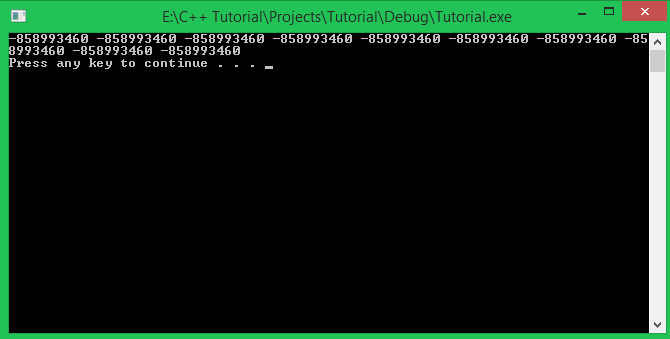 E:\C++ Tutorial\Projects\Tutorial\Debug\Tutorial.exe
-858993460 -858993460 -858993460 -858993460 -858993460 -858993460 -858993460 -85
8993460 -858993460 -858993460
Press any key to continue . . .